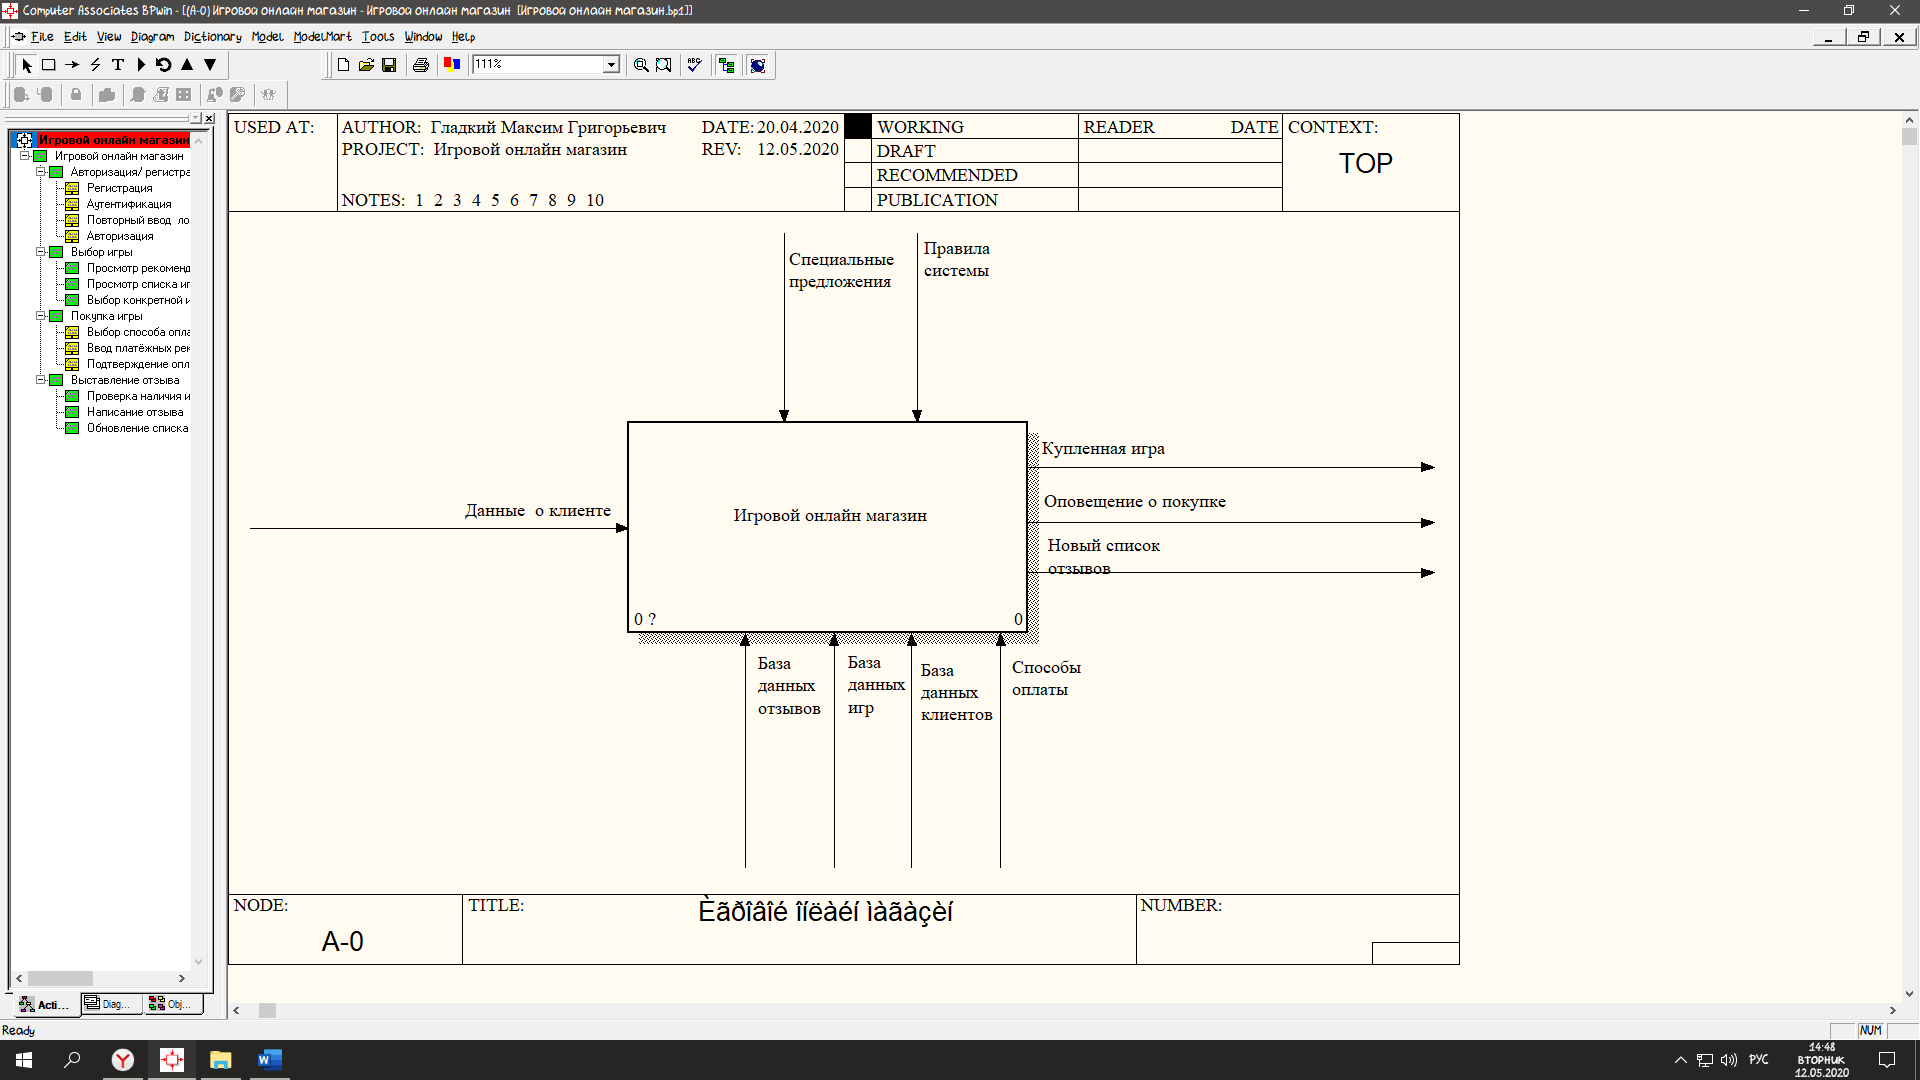 Computer Associates BPwin - [(A-0) Игровой онлайн магазин - Игровой онлайн магазин  [Игровой онлайн магазин.bp1]]
File Edit View Diagram Dictionary Model ModelMart Tools Window Help
111%
Игровой онлайн магазин
Игровой онлайн магазин
Авторизация/ регистра
Регистрация
Аутентификация
Повторный ввод  ло
Авторизация
Выбор игры
Просмотр рекоменд
Просмотр списка иг
Выбор конкретной и
Покупка игры
Выбор способа опла
Ввод платёжных рек
Подтверждение опл
Выставление отзыва
Проверка наличия и
Написание отзыва
Обновление списка
Acti... Diag... Obj...
USED AT:
AUTHOR:  Гладкий Максим Григорьевич
DATE: 20.04.2020
PROJECT:  Игровой онлайн магазин
REV:   12.05.2020
NOTES:  1  2  3  4  5  6  7  8  9  10
WORKING
DRAFT
RECOMMENDED
PUBLICATION
READER DATE
CONTEXT:
TOP
Специальные
предложения
Правила
системы
Данные  о клиенте
Игровой онлайн магазин
0 ?
0
Купленная игра
Оповещение о покупке
Новый список
отзывов
База
данных
отзывов
База
данных
игр
База
данных
клиентов
Способы
оплаты
NODE:
A-0
TITLE:
Èãðîâîé îíëàéí ìàãàçèí
NUMBER:
Ready
NUM
РУС
14:48
ВТОРНИК
12.05.2020